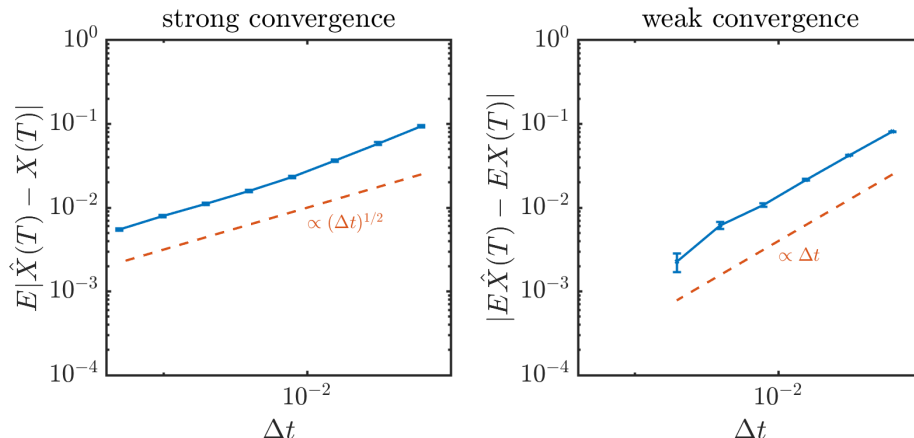 strong convergence
10^0
10^{-1}
10^{-2}
10^{-3}
10^{-4}
E|X̂(T) − X(T)|
∝ (Δt)^{1/2}
10^{-2}
Δt
weak convergence
10^0
10^{-1}
10^{-2}
10^{-3}
10^{-4}
|EX̂(T) − EX(T)|
∝ Δt
10^{-2}
Δt